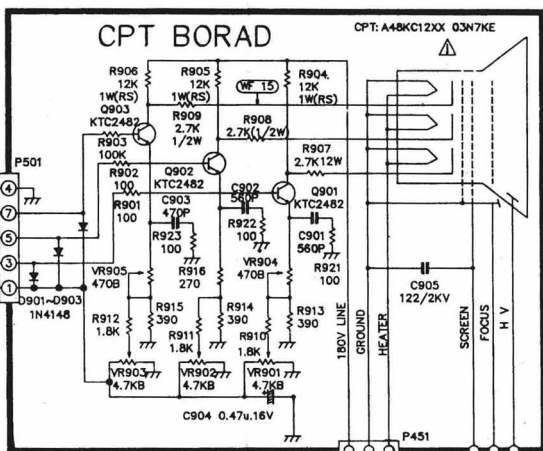 CPT BORAD
CPT: A48KC12XX 03N7KE
R906
12K
1W(RS)
R905
12K
1W(RS)
R904
12K
1W(RS)
WF 15
Q903
KTC2482
R909
2.7K
1/2W
R908
2.7K(1/2W)
R907
2.7K12W
P501
R903
100K
R902
100
R901
100
Q902
KTC2482
Q901
KTC2482
C903
470P
C902
560P
C901
560P
R923
100
R922
100
R921
100
4
7
5
3
1
D901~D903
1N4148
VR905
470B
R916
270
VR904
470B
C905
122/2KV
R912
1.8K
R915
390
R911
1.8K
R914
390
R910
1.8K
R913
390
VR903
4.7KB
VR902
4.7KB
VR901
4.7KB
C904 0.47u.16V
180V LINE
GROUND
HEATER
SCREEN
FOCUS
H V
P451